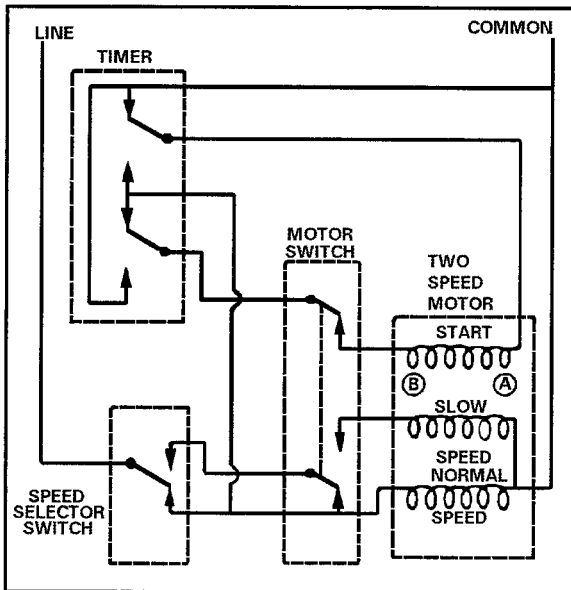 LINE
COMMON
TIMER
MOTOR
SWITCH
TWO
SPEED
MOTOR
START
B
A
SLOW
SPEED
NORMAL
SPEED
SPEED
SELECTOR
SWITCH